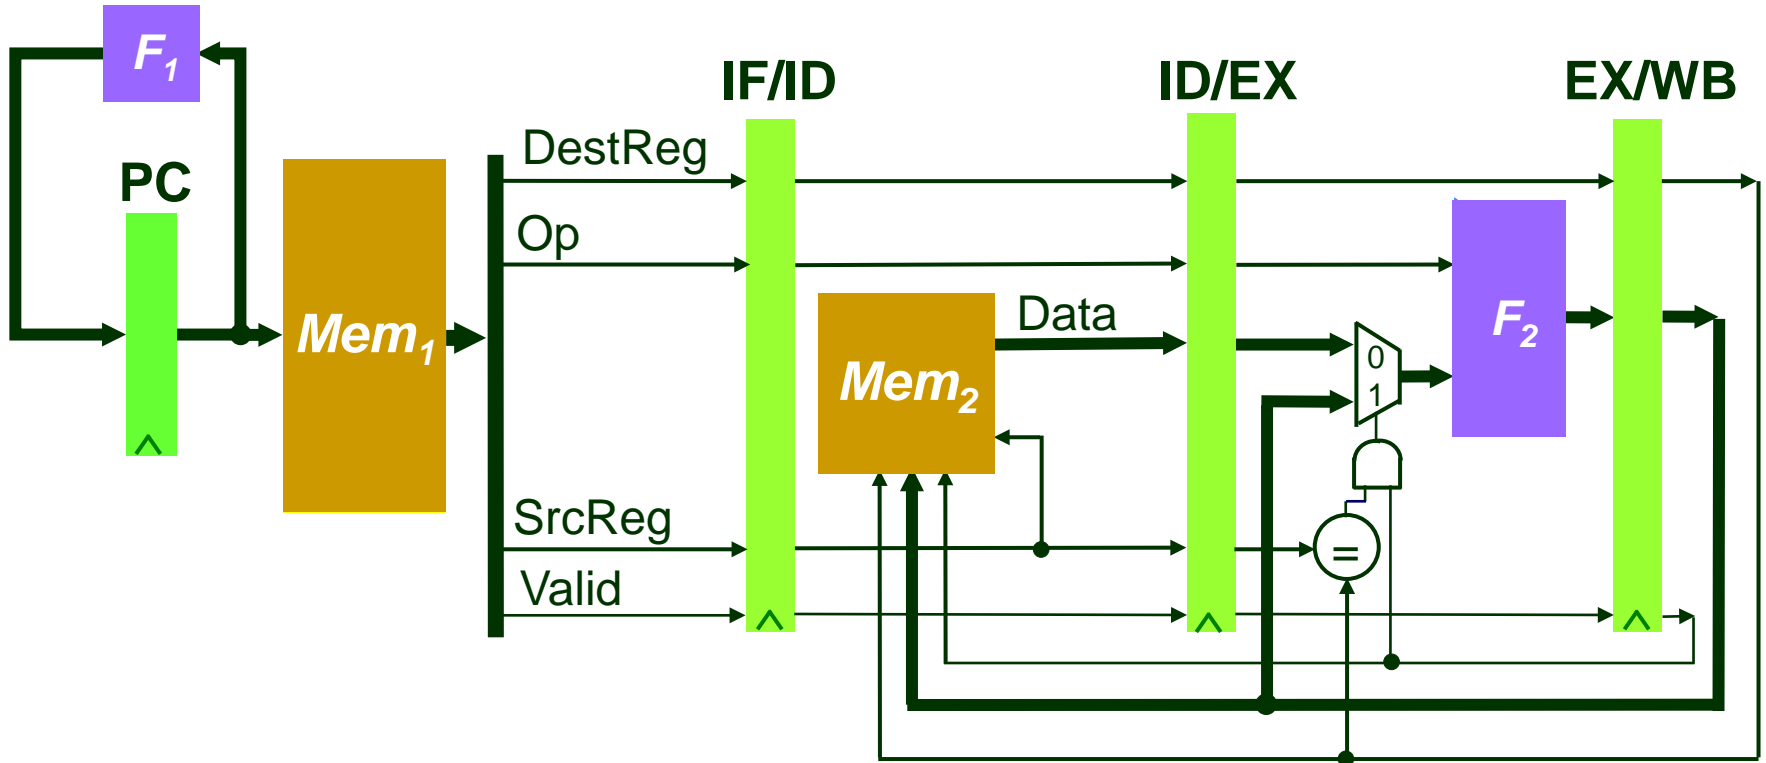 F1
IF/ID
ID/EX
EX/WB
DestReg
PC
Op
Mem1
Data
0
1
F2
Mem2
SrcReg
=
Valid